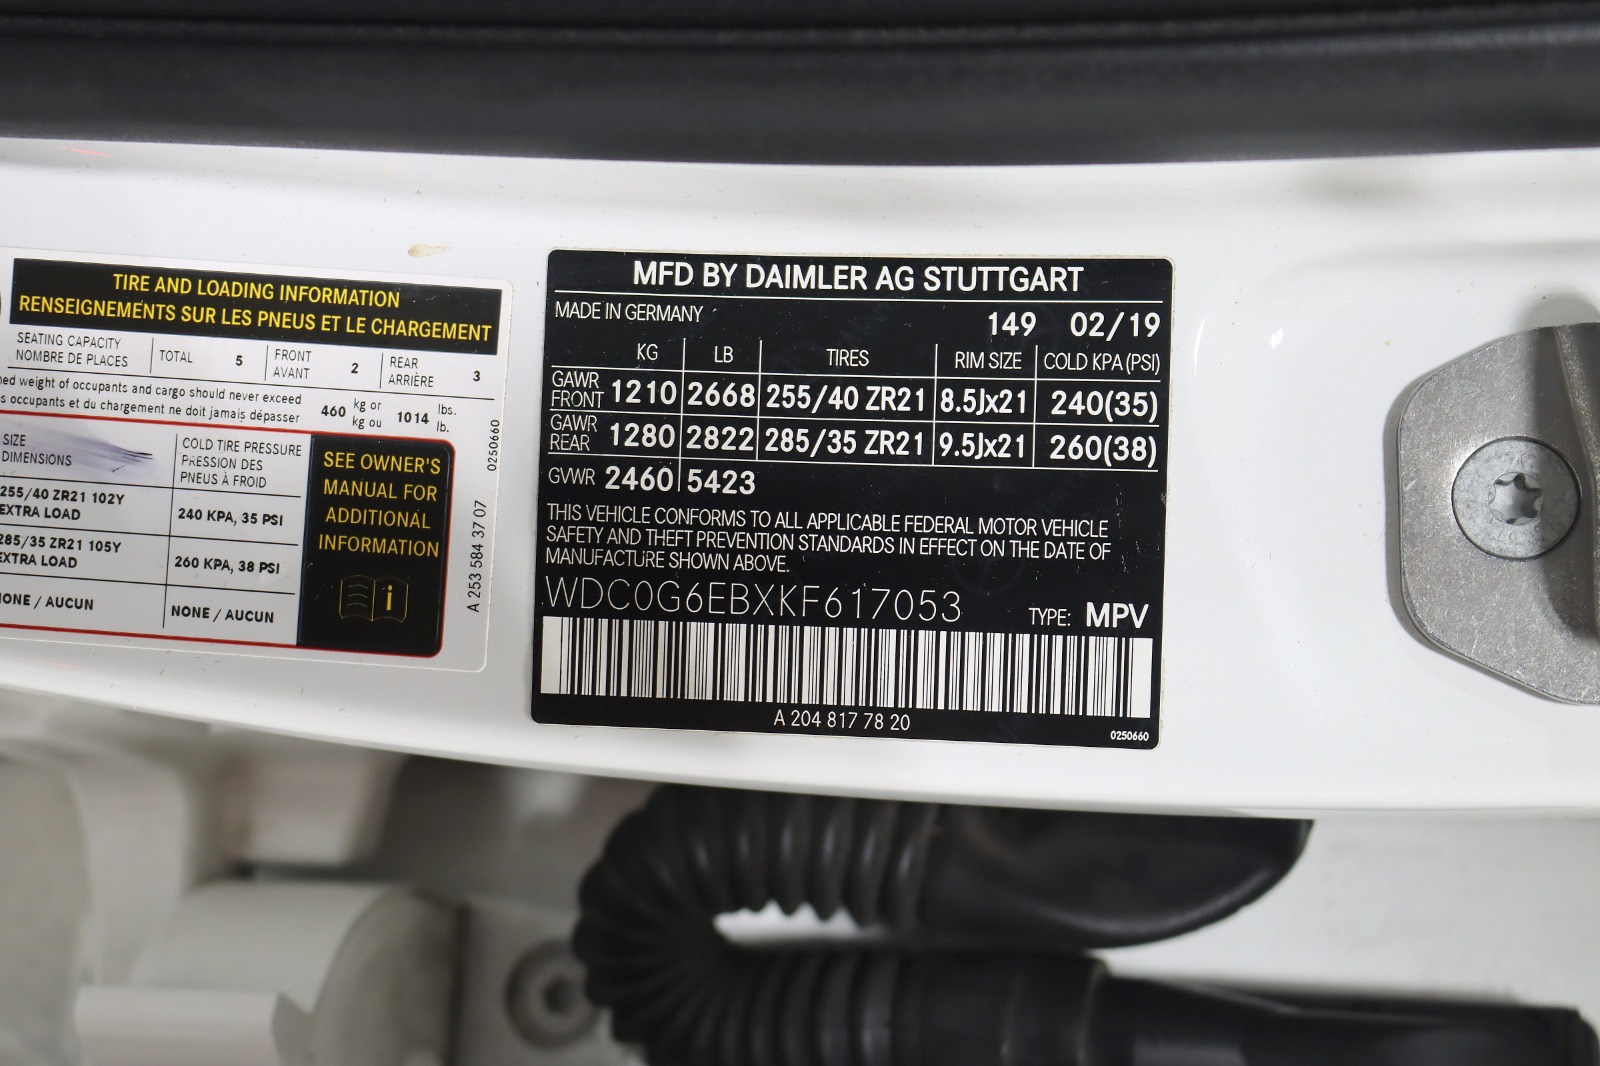 TIRE AND LOADING INFORMATION
RENSEIGNEMENTS SUR LES PNEUS ET LE CHARGEMENT
SEATING CAPACITY
NOMBRE DE PLACES
TOTAL 5
FRONT
AVANT
2
REAR
ARRIÈRE
3
weight of occupants and cargo should never exceed
occupants et du chargement ne doit jamais dépasser
460 kg or
kg ou
1014 lbs.
lb.
SIZE
DIMENSIONS
COLD TIRE PRESSURE
PRESSION DES
PNEUS À FROID
255/40 ZR21 102Y
EXTRA LOAD
240 KPA, 35 PSI
285/35 ZR21 105Y
EXTRA LOAD
260 KPA, 38 PSI
/ AUCUN
NONE / AUCUN
SEE OWNER'S
MANUAL FOR
ADDITIONAL
INFORMATION
i
0250660
A 253 584 37 07
MFD BY DAIMLER AG STUTTGART
MADE IN GERMANY
149 02/19
KG LB TIRES RIM SIZE COLD KPA (PSI)
GAWR
FRONT
1210 2668 255/40 ZR21 8.5Jx21 240(35)
GAWR
REAR
1280 2822 285/35 ZR21 9.5Jx21 260(38)
GVWR 2460 5423
THIS VEHICLE CONFORMS TO ALL APPLICABLE FEDERAL MOTOR VEHICLE
SAFETY AND THEFT PREVENTION STANDARDS IN EFFECT ON THE DATE OF
MANUFACTURE SHOWN ABOVE.
WDC0G6EBXKF617053
TYPE: MPV
A 204 817 78 20
0250660